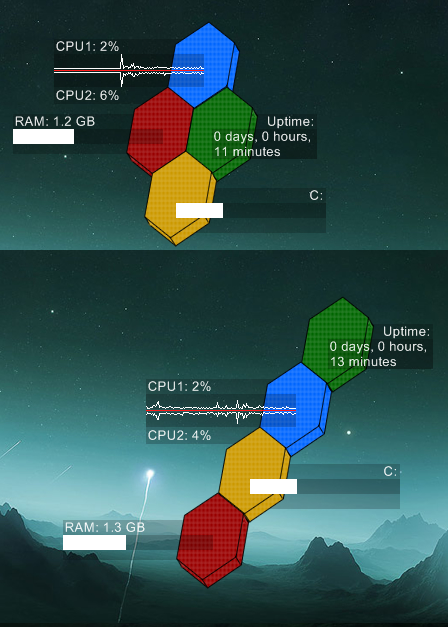 CPU1: 2%
CPU2: 6%
RAM: 1.2 GB
Uptime:
0 days, 0 hours,
11 minutes
C:
Uptime:
0 days, 0 hours,
13 minutes
CPU1: 2%
CPU2: 4%
C:
RAM: 1.3 GB